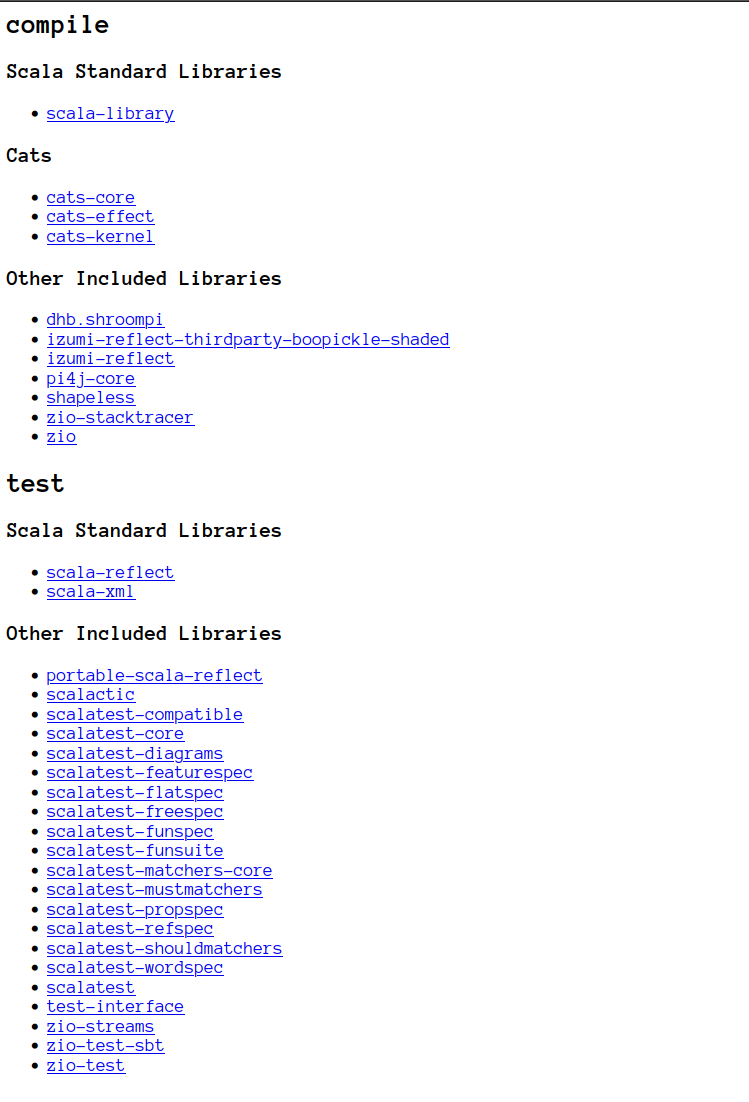 compile
Scala Standard Libraries
• scala-library
Cats
• cats-core
• cats-effect
• cats-kernel
Other Included Libraries
• dhb.shroompi
• izumi-reflect-thirdparty-boopickle-shaded
• izumi-reflect
• pi4j-core
• shapeless
• zio-stacktracer
• zio
test
Scala Standard Libraries
• scala-reflect
• scala-xml
Other Included Libraries
• portable-scala-reflect
• scalactic
• scalatest-compatible
• scalatest-core
• scalatest-diagrams
• scalatest-featurespec
• scalatest-flatspec
• scalatest-freespec
• scalatest-funspec
• scalatest-funsuite
• scalatest-matchers-core
• scalatest-mustmatchers
• scalatest-propspec
• scalatest-refspec
• scalatest-shouldmatchers
• scalatest-wordspec
• scalatest
• test-interface
• zio-streams
• zio-test-sbt
• zio-test